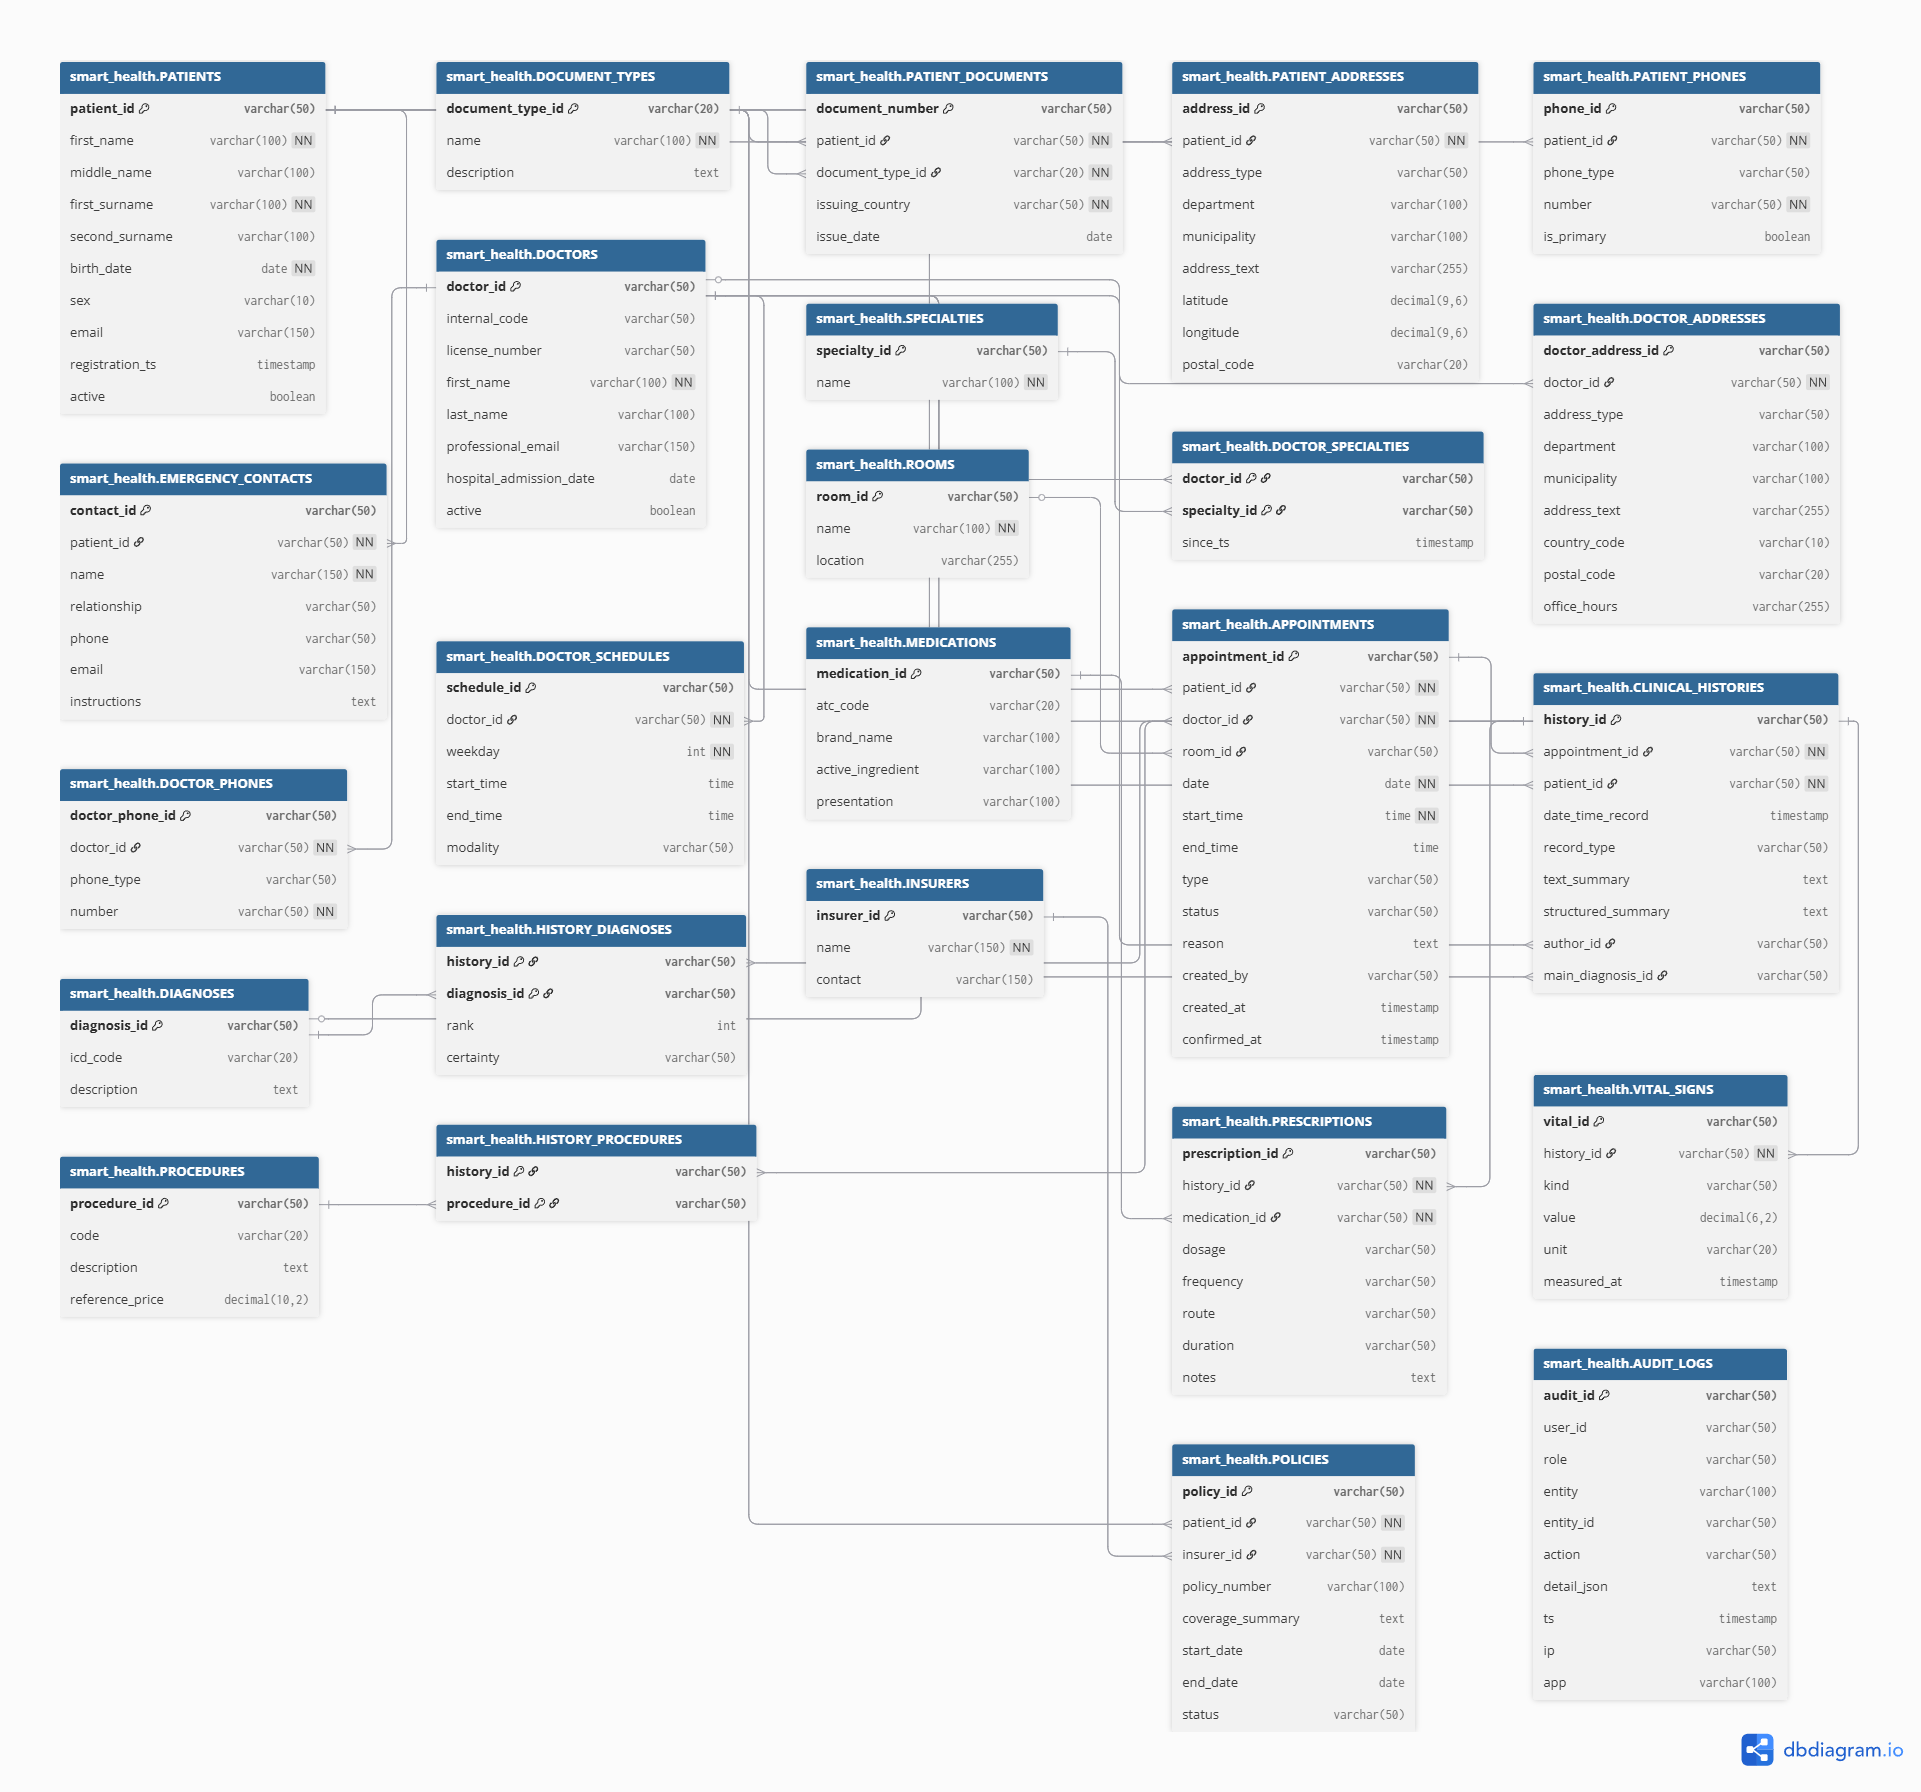 smart_health.PATIENTS
patient_id varchar(50)
first_name varchar(100) NN
middle_name varchar(100)
first_surname varchar(100) NN
second_surname varchar(100)
birth_date date NN
sex varchar(10)
email varchar(150)
registration_ts timestamp
active boolean
smart_health.EMERGENCY_CONTACTS
contact_id varchar(50)
patient_id varchar(50) NN
name varchar(150) NN
relationship varchar(50)
phone varchar(50)
email varchar(150)
instructions text
smart_health.DOCTOR_PHONES
doctor_phone_id varchar(50)
doctor_id varchar(50) NN
phone_type varchar(50)
number varchar(50) NN
smart_health.DIAGNOSES
diagnosis_id varchar(50)
icd_code varchar(20)
description text
smart_health.PROCEDURES
procedure_id varchar(50)
code varchar(20)
description text
reference_price decimal(10,2)
smart_health.DOCUMENT_TYPES
document_type_id varchar(20)
name varchar(100) NN
description text
smart_health.DOCTORS
doctor_id varchar(50)
internal_code varchar(50)
license_number varchar(50)
first_name varchar(100) NN
last_name varchar(100)
professional_email varchar(150)
hospital_admission_date date
active boolean
smart_health.DOCTOR_SCHEDULES
schedule_id varchar(50)
doctor_id varchar(50) NN
weekday int NN
start_time time
end_time time
modality varchar(50)
smart_health.HISTORY_DIAGNOSES
history_id varchar(50)
diagnosis_id varchar(50)
rank int
certainty varchar(50)
smart_health.HISTORY_PROCEDURES
history_id varchar(50)
procedure_id varchar(50)
smart_health.PATIENT_DOCUMENTS
document_number varchar(50)
patient_id varchar(50) NN
document_type_id varchar(20) NN
issuing_country varchar(50) NN
issue_date date
smart_health.SPECIALTIES
specialty_id varchar(50)
name varchar(100) NN
smart_health.ROOMS
room_id varchar(50)
name varchar(100) NN
location varchar(255)
smart_health.MEDICATIONS
medication_id varchar(50)
atc_code varchar(20)
brand_name varchar(100)
active_ingredient varchar(100)
presentation varchar(100)
smart_health.INSURERS
insurer_id varchar(50)
name varchar(150) NN
contact varchar(150)
smart_health.PATIENT_ADDRESSES
address_id varchar(50)
patient_id varchar(50) NN
address_type varchar(50)
department varchar(100)
municipality varchar(100)
address_text varchar(255)
latitude decimal(9,6)
longitude decimal(9,6)
postal_code varchar(20)
smart_health.DOCTOR_SPECIALTIES
doctor_id varchar(50)
specialty_id varchar(50)
since_ts timestamp
smart_health.APPOINTMENTS
appointment_id varchar(50)
patient_id varchar(50) NN
doctor_id varchar(50) NN
room_id varchar(50)
date date NN
start_time time NN
end_time time
type varchar(50)
status varchar(50)
reason text
created_by varchar(50)
created_at timestamp
confirmed_at timestamp
smart_health.PRESCRIPTIONS
prescription_id varchar(50)
history_id varchar(50) NN
medication_id varchar(50) NN
dosage varchar(50)
frequency varchar(50)
route varchar(50)
duration varchar(50)
notes text
smart_health.POLICIES
policy_id varchar(50)
patient_id varchar(50) NN
insurer_id varchar(50) NN
policy_number varchar(100)
coverage_summary text
start_date date
end_date date
status varchar(50)
smart_health.PATIENT_PHONES
phone_id varchar(50)
patient_id varchar(50) NN
phone_type varchar(50)
number varchar(50) NN
is_primary boolean
smart_health.DOCTOR_ADDRESSES
doctor_address_id varchar(50)
doctor_id varchar(50) NN
address_type varchar(50)
department varchar(100)
municipality varchar(100)
address_text varchar(255)
country_code varchar(10)
postal_code varchar(20)
office_hours varchar(255)
smart_health.CLINICAL_HISTORIES
history_id varchar(50)
appointment_id varchar(50) NN
patient_id varchar(50) NN
date_time_record timestamp
record_type varchar(50)
text_summary text
structured_summary text
author_id varchar(50)
main_diagnosis_id varchar(50)
smart_health.VITAL_SIGNS
vital_id varchar(50)
history_id varchar(50) NN
kind varchar(50)
value decimal(6,2)
unit varchar(20)
measured_at timestamp
smart_health.AUDIT_LOGS
audit_id varchar(50)
user_id varchar(50)
role varchar(50)
entity varchar(100)
entity_id varchar(50)
action varchar(50)
detail_json text
ts timestamp
ip varchar(50)
app varchar(100)
dbdiagram.io